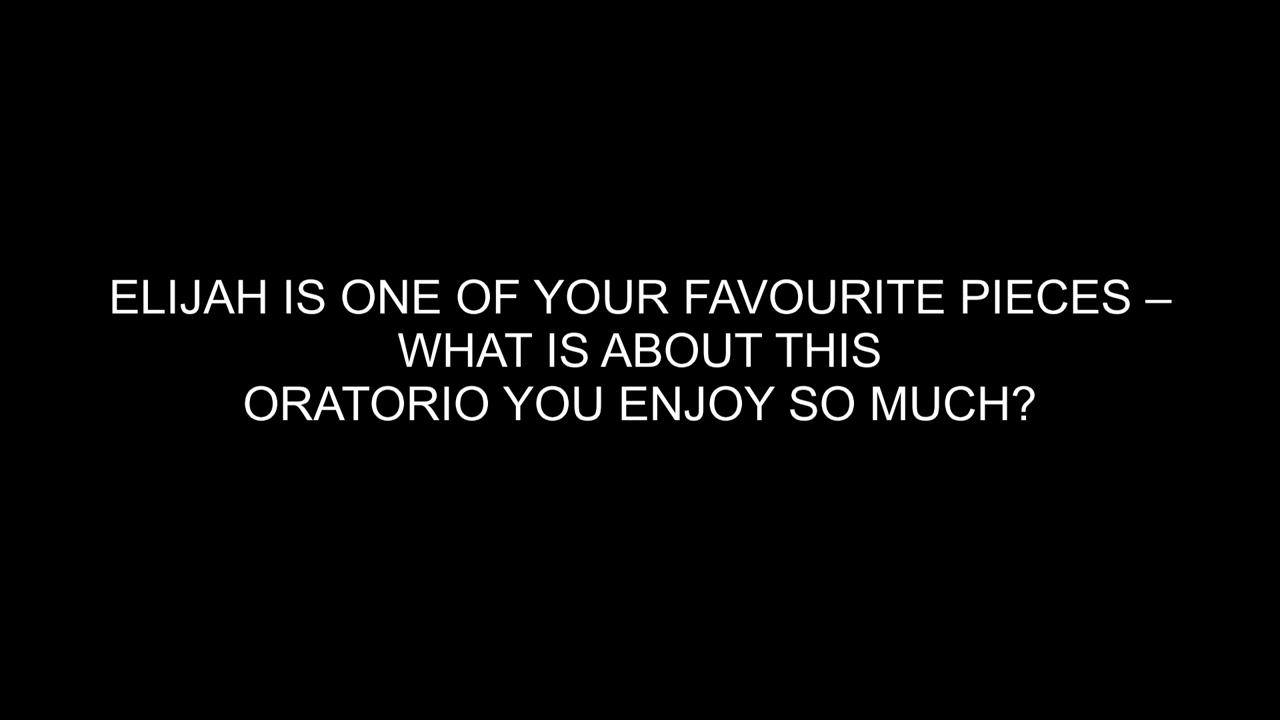 ELIJAH IS ONE OF YOUR FAVOURITE PIECES –
WHAT IS ABOUT THIS
ORATORIO YOU ENJOY SO MUCH?